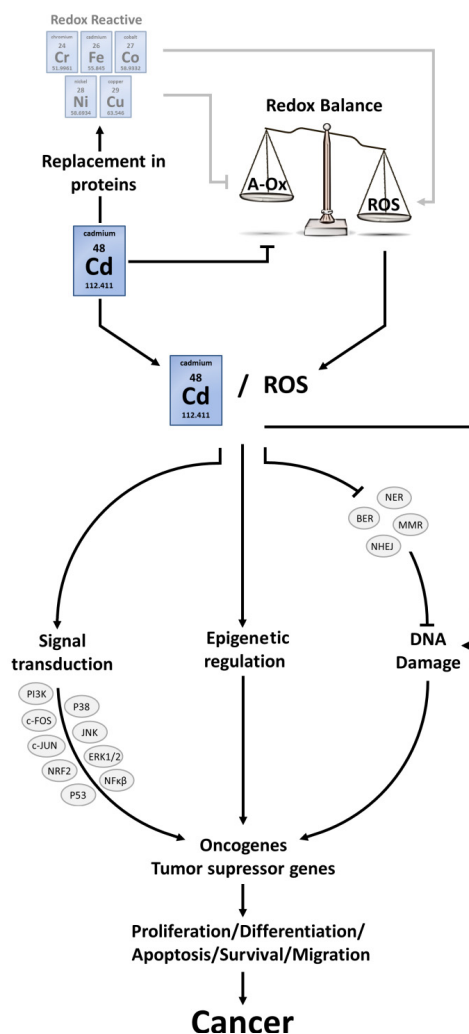 Redox Reactive
chromium cadmium cobalt
24 26 27
Cr Fe Co
51.9961 55.845 58.9332
nickel copper
28 29
Ni Cu
58.6934 63.546
Replacement in
proteins
Redox Balance
A-Ox
ROS
cadmium
48
Cd
112.411
cadmium
48
Cd
112.411
/ ROS
NER
BER
MMR
NHEJ
Signal
transduction
Epigenetic
regulation
DNA
Damage
PI3K
P38
c-FOS
JNK
c-JUN
ERK1/2
NRF2
NFκβ
P53
Oncogenes
Tumor supressor genes
Proliferation/Differentiation/
Apoptosis/Survival/Migration
Cancer